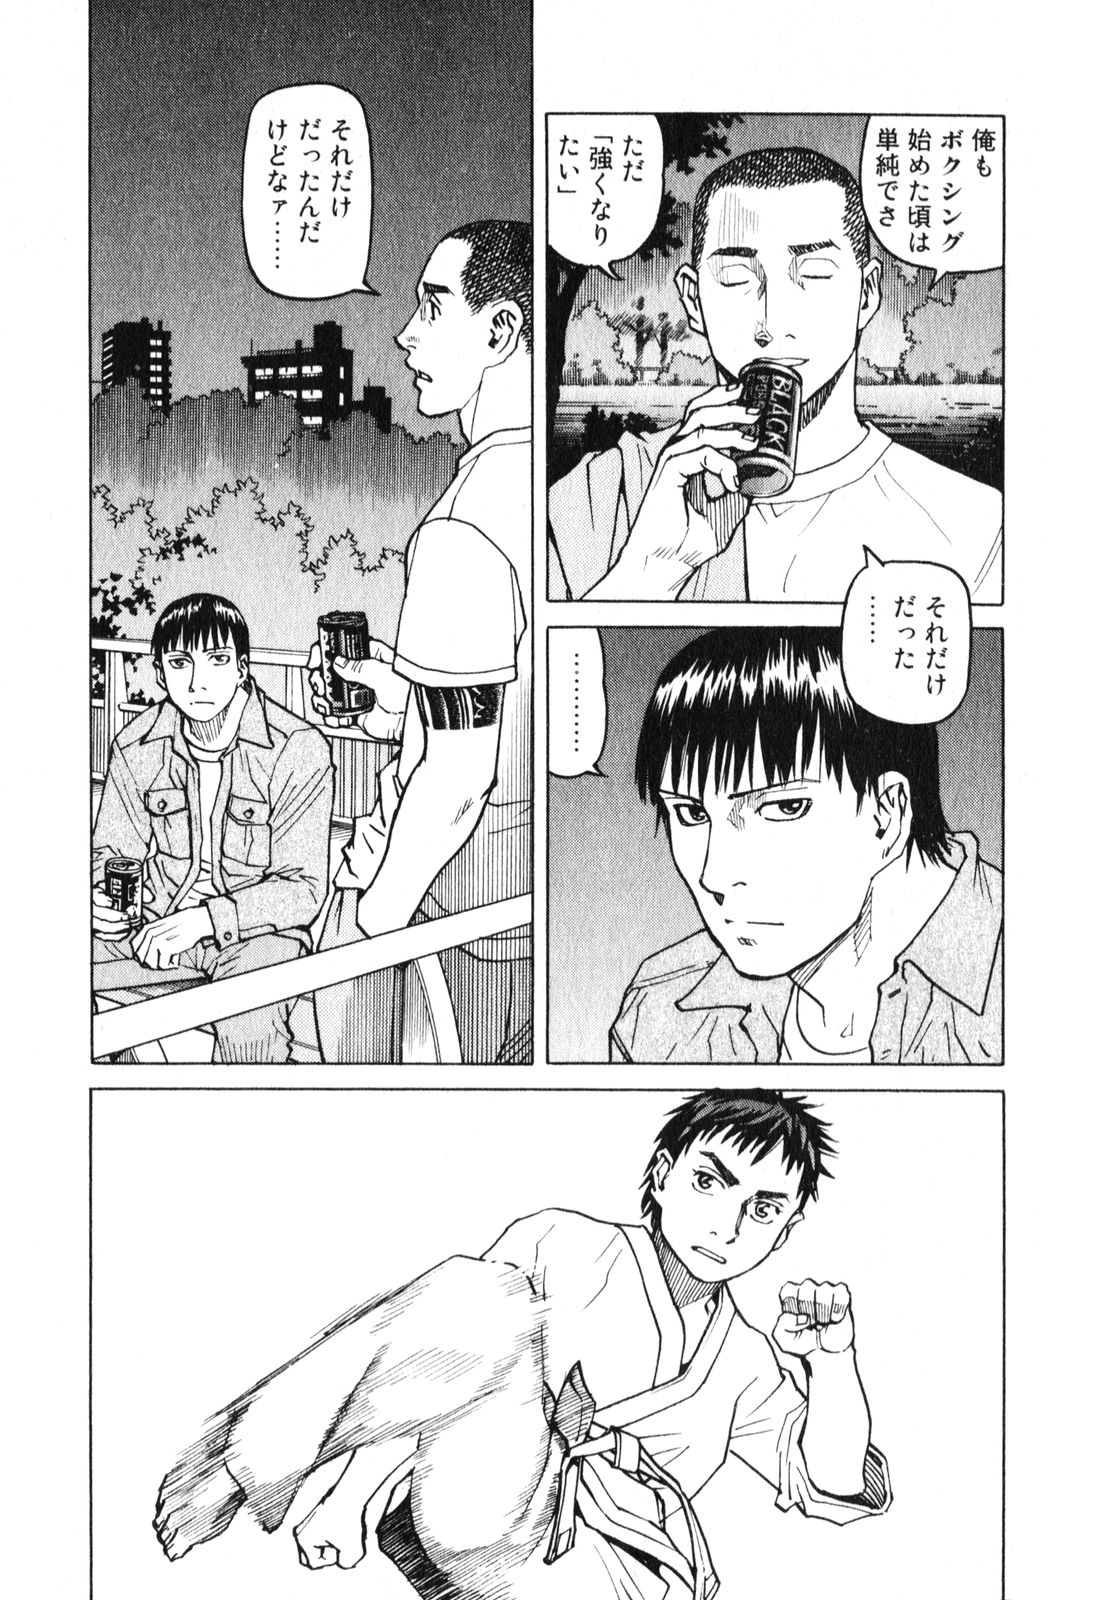 俺も
ボクシング
始めた頃は
単純でさ
ただ
「強くなり
たい」
それだけ
だった
……
………
それだけ
だったんだ
けどなァ……
BLACK